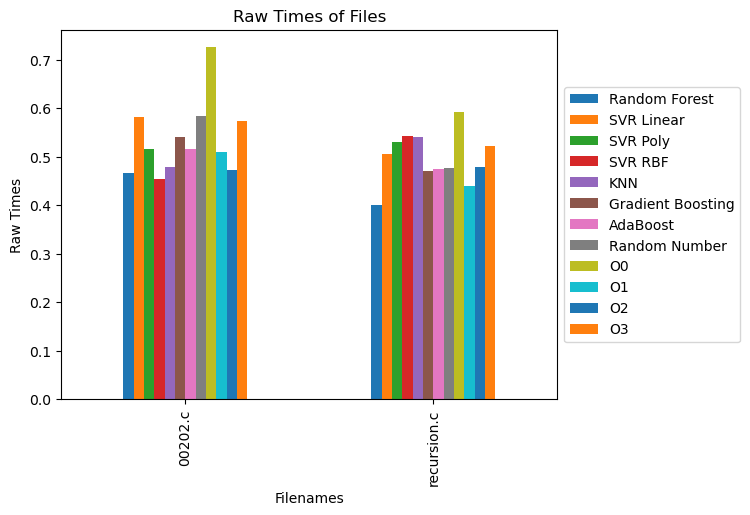 Raw Times of Files
Raw Times
0.7
0.6
0.5
0.4
0.3
0.2
0.1
0.0
00202.c
recursion.c
Filenames
Random Forest
SVR Linear
SVR Poly
SVR RBF
KNN
Gradient Boosting
AdaBoost
Random Number
O0
O1
O2
O3